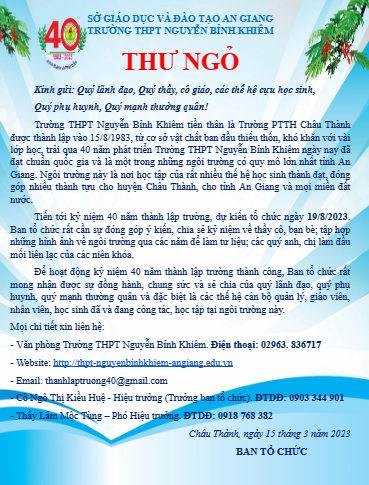 SỞ GIÁO DỤC VÀ ĐÀO TẠO AN GIANG
TRƯỜNG THPT NGUYỄN BỈNH KHIÊM
40
1983 - 2023
THƯ NGỎ
Kính gửi: Quý lãnh đạo, Quý thầy, cô giáo, các thế hệ cựu học sinh,
Quý phụ huynh, Quý mạnh thường quân!
Trường THPT Nguyễn Bỉnh Khiêm tiền thân là Trường PTTH Châu Thành
được thành lập vào 15/8/1983, từ cơ sở vật chất ban đầu thiếu thốn, khó khăn với vài
lớp học, trải qua 40 năm phát triển Trường THPT Nguyễn Bỉnh Khiêm ngày nay đã
đạt chuẩn quốc gia và là một trong những ngôi trường có quy mô lớn nhất tỉnh An
Giang. Ngôi trường này là nơi học tập của rất nhiều thế hệ học sinh thành đạt, đóng
góp nhiều thành tựu cho huyện Châu Thành, cho tỉnh An Giang và mọi miền đất
nước.
Tiến tới kỷ niệm 40 năm thành lập trường, dự kiến tổ chức ngày 19/8/2023.
Ban tổ chức rất cần sự đóng góp ý kiến, chia sẻ kỷ niệm về thầy cô, bạn bè; tập hợp
những hình ảnh về ngôi trường qua các năm để làm tư liệu; các quý anh, chị làm đầu
mối liên lạc của các niên khóa.
Để hoạt động kỷ niệm 40 năm thành lập trường thành công, Ban tổ chức rất
mong nhận được sự đồng hành, chung sức và sẻ chia của quý lãnh đạo, quý phụ
huynh, quý mạnh thường quân và đặc biệt là các thế hệ cán bộ quản lý, giáo viên,
nhân viên, học sinh đã và đang công tác, học tập tại ngôi trường này.
Mọi chi tiết xin liên hệ:
- Văn phòng Trường THPT Nguyễn Bỉnh Khiêm. Điện thoại: 02963. 836717
- Website: http://thpt-nguyenbinhkhiem-angiang.edu.vn
- Email: thanhlaptruong40@gmail.com
- Cô Ngô Thị Kiều Huệ - Hiệu trưởng (Trưởng ban tổ chức). ĐTDĐ: 0903 344 901
- Thầy Lâm Mộc Tùng – Phó Hiệu trưởng. ĐTDĐ: 0918 768 382
Châu Thành, ngày 15 tháng 3 năm 2023
BAN TỔ CHỨC